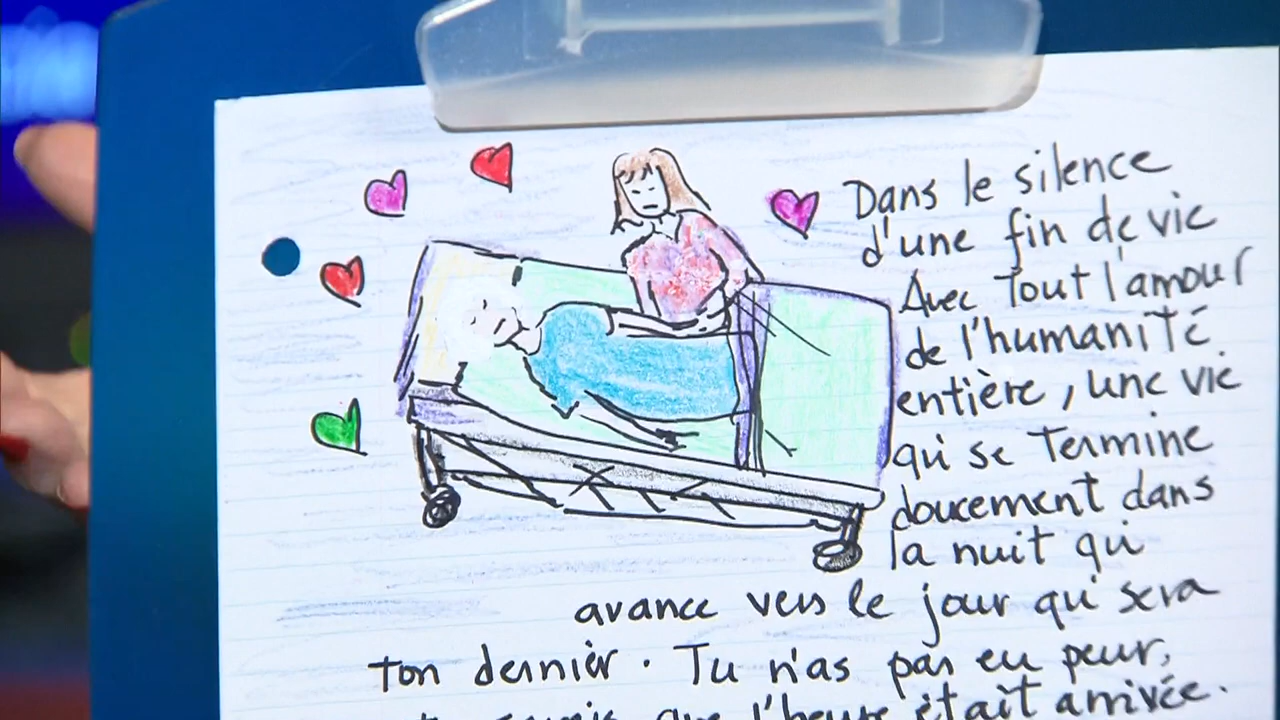 Dans le silence
d'une fin de vie
Avec tout l'amour
de l'humanité
entière, une vie
qui se termine
doucement dans
la nuit qui
avance vers le jour qui sera
ton dernier. Tu n'as pas eu peur,
que l'heure était arrivée.